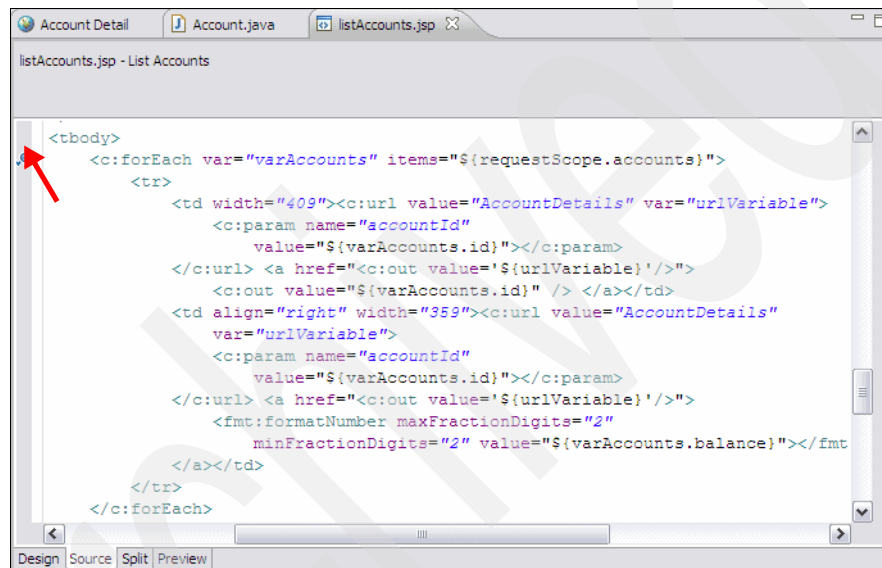 Account Detail Account.java listAccounts.jsp
listAccounts.jsp - List Accounts
<tbody>
<c:forEach var="varAccounts" items="${requestScope.accounts}">
<tr>
<td width="409"><c:url value="AccountDetails" var="urlVariable">
<c:param name="accountId"
value="${varAccounts.id}"></c:param>
</c:url> <a href="<c:out value='${urlVariable}'/>">
<c:out value="${varAccounts.id}" /> </a></td>
<td align="right" width="359"><c:url value="AccountDetails"
var="urlVariable">
<c:param name="accountId"
value="${varAccounts.id}"></c:param>
</c:url> <a href="<c:out value='${urlVariable}'/>">
<fmt:formatNumber maxFractionDigits="2"
minFractionDigits="2" value="${varAccounts.balance}"></fmt
</a></td>
</tr>
</c:forEach>
Design Source Split Preview